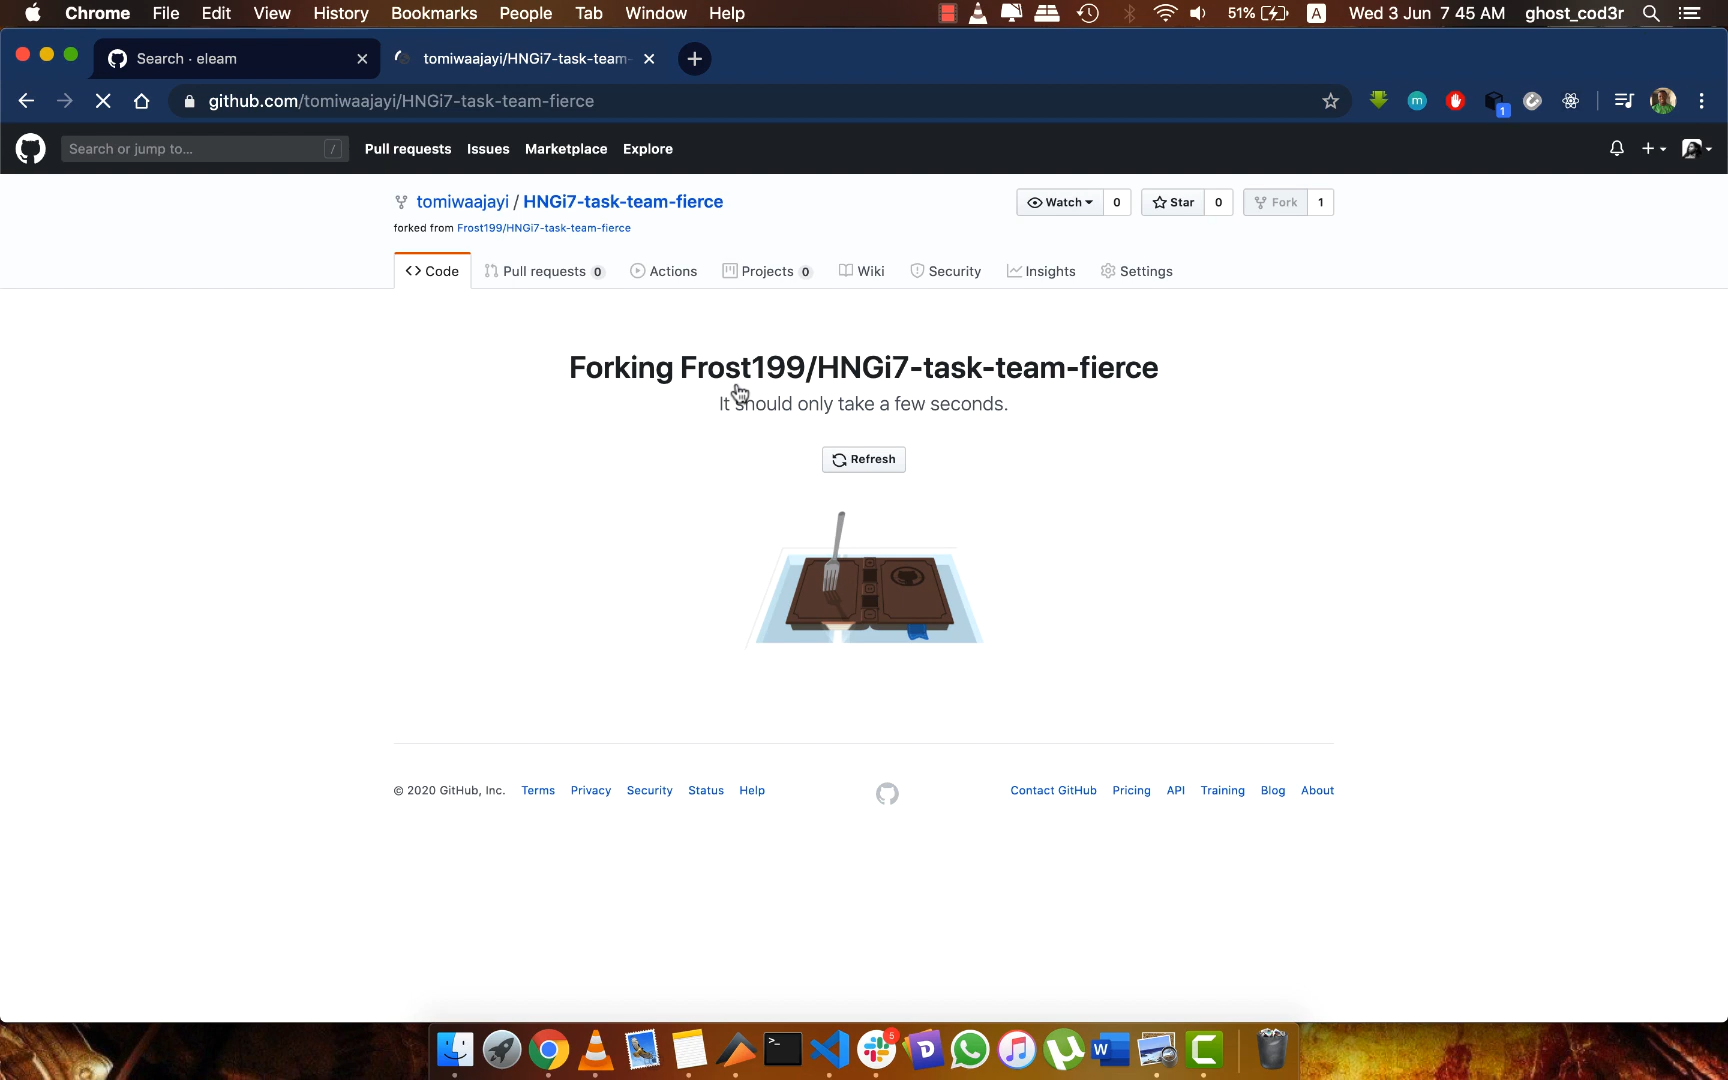 Chrome File Edit View History Bookmarks People Tab Window Help 51% A Wed 3 Jun 7 45 AM ghost_cod3r
Search · eleam tomiwaajayi/HNGi7-task-team-
github.com/tomiwaajayi/HNGi7-task-team-fierce m 1
Search or jump to... / Pull requests Issues Marketplace Explore
tomiwaajayi / HNGi7-task-team-fierce Watch 0 Star 0 Fork 1
forked from Frost199/HNGi7-task-team-fierce
Code Pull requests 0 Actions Projects 0 Wiki Security Insights Settings
Forking Frost199/HNGi7-task-team-fierce
It should only take a few seconds.
Refresh
© 2020 GitHub, Inc. Terms Privacy Security Status Help Contact GitHub Pricing API Training Blog About
>_ 5 D W C